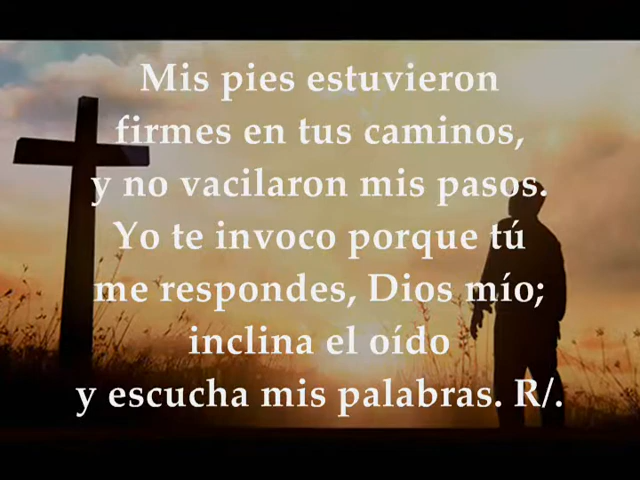 Mis pies estuvieron
firmes en tus caminos,
y no vacilaron mis pasos.
Yo te invoco porque tú
me respondes, Dios mío;
inclina el oído
y escucha mis palabras. R/.